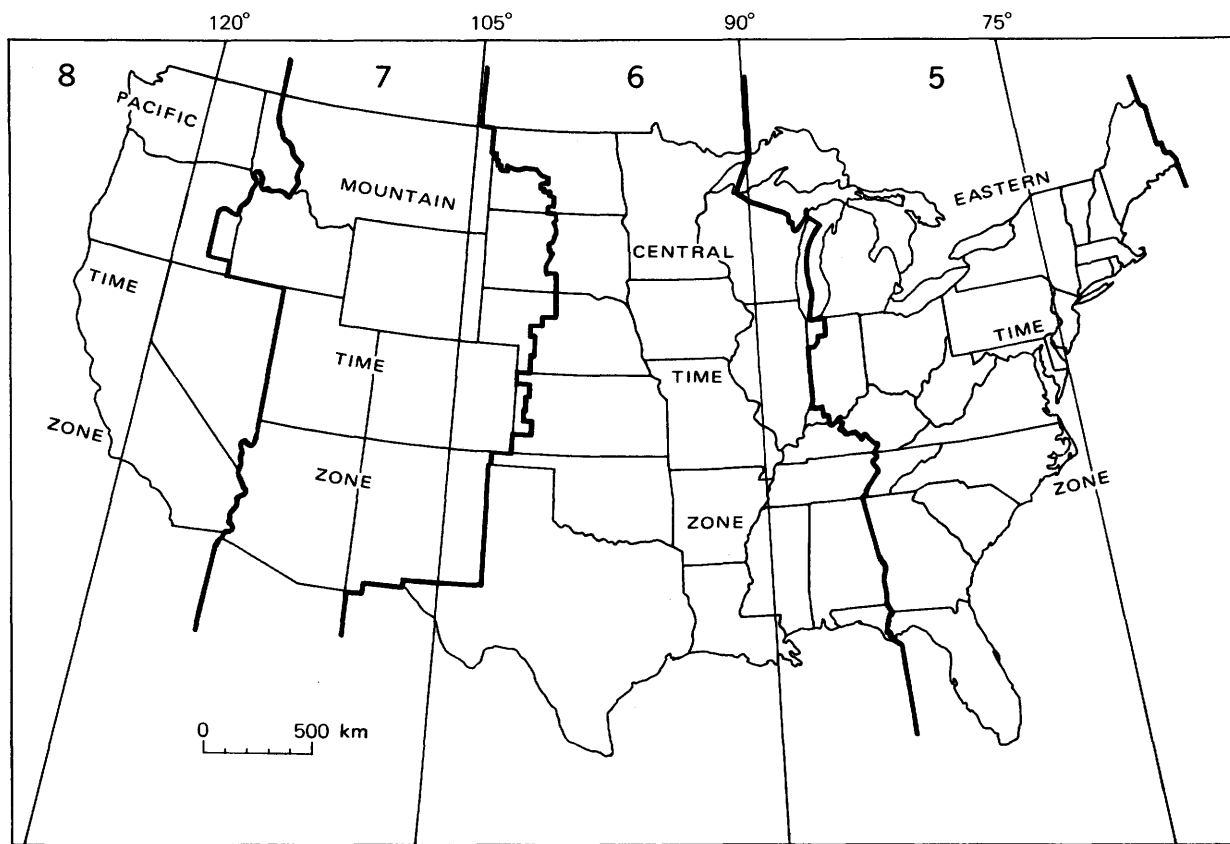 120° 105° 90° 75°
8 7 6 5
PACIFIC
MOUNTAIN
EASTERN
CENTRAL
TIME
TIME
TIME
TIME
ZONE
ZONE
ZONE
ZONE
0 500 km